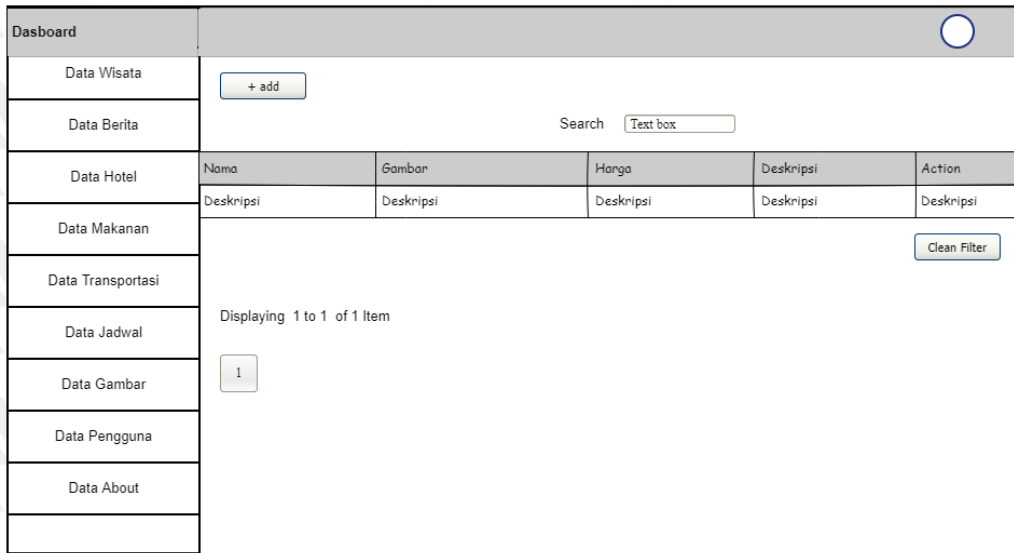 Dasboard
Data Wisata
Data Berita
Data Hotel
Data Makanan
Data Transportasi
Data Jadwal
Data Gambar
Data Pengguna
Data About
+ add
Search Text box
Nama Gambar Harga Deskripsi Action
Deskripsi Deskripsi Deskripsi Deskripsi Deskripsi
Clean Filter
Displaying 1 to 1 of 1 Item
1